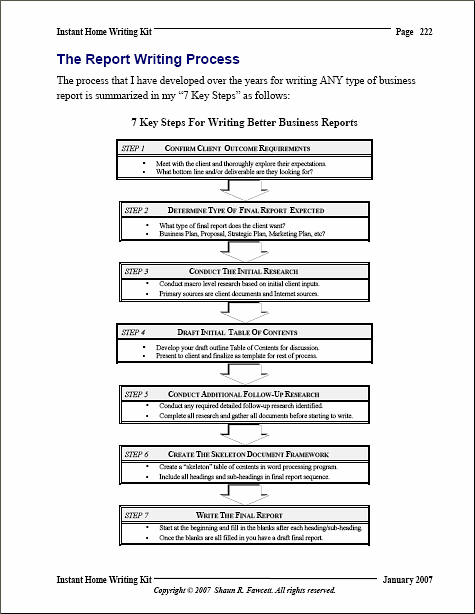 Instant Home Writing Kit Page 222
The Report Writing Process
The process that I have developed over the years for writing ANY type of business
report is summarized in my “7 Key Steps” as follows:
7 Key Steps For Writing Better Business Reports
STEP 1 CONFIRM CLIENT OUTCOME REQUIREMENTS
• Meet with the client and thoroughly explore their expectations.
• What bottom line and/or deliverable are they looking for?
STEP 2 DETERMINE TYPE OF FINAL REPORT EXPECTED
• What type of final report does the client want?
• Business Plan, Proposal, Strategic Plan, Marketing Plan, etc?
STEP 3 CONDUCT THE INITIAL RESEARCH
• Conduct macro level research based on initial client inputs.
• Primary sources are client documents and Internet sources.
STEP 4 DRAFT INITIAL TABLE OF CONTENTS
• Develop your draft outline Table of Contents for discussion.
• Present to client and finalize as template for rest of process.
STEP 5 CONDUCT ADDITIONAL FOLLOW-UP RESEARCH
• Conduct any required detailed follow-up research identified.
• Complete all research and gather all documents before starting to write.
STEP 6 CREATE THE SKELETON DOCUMENT FRAMEWORK
• Create a “skeleton” table of contents in word processing program.
• Include all headings and sub-headings in final report sequence.
STEP 7 WRITE THE FINAL REPORT
• Start at the beginning and fill in the blanks after each heading/sub-heading.
• Once the blanks are all filled in you have a draft final report.
Instant Home Writing Kit January 2007
Copyright © 2007 Shaun R. Fawcett. All rights reserved.